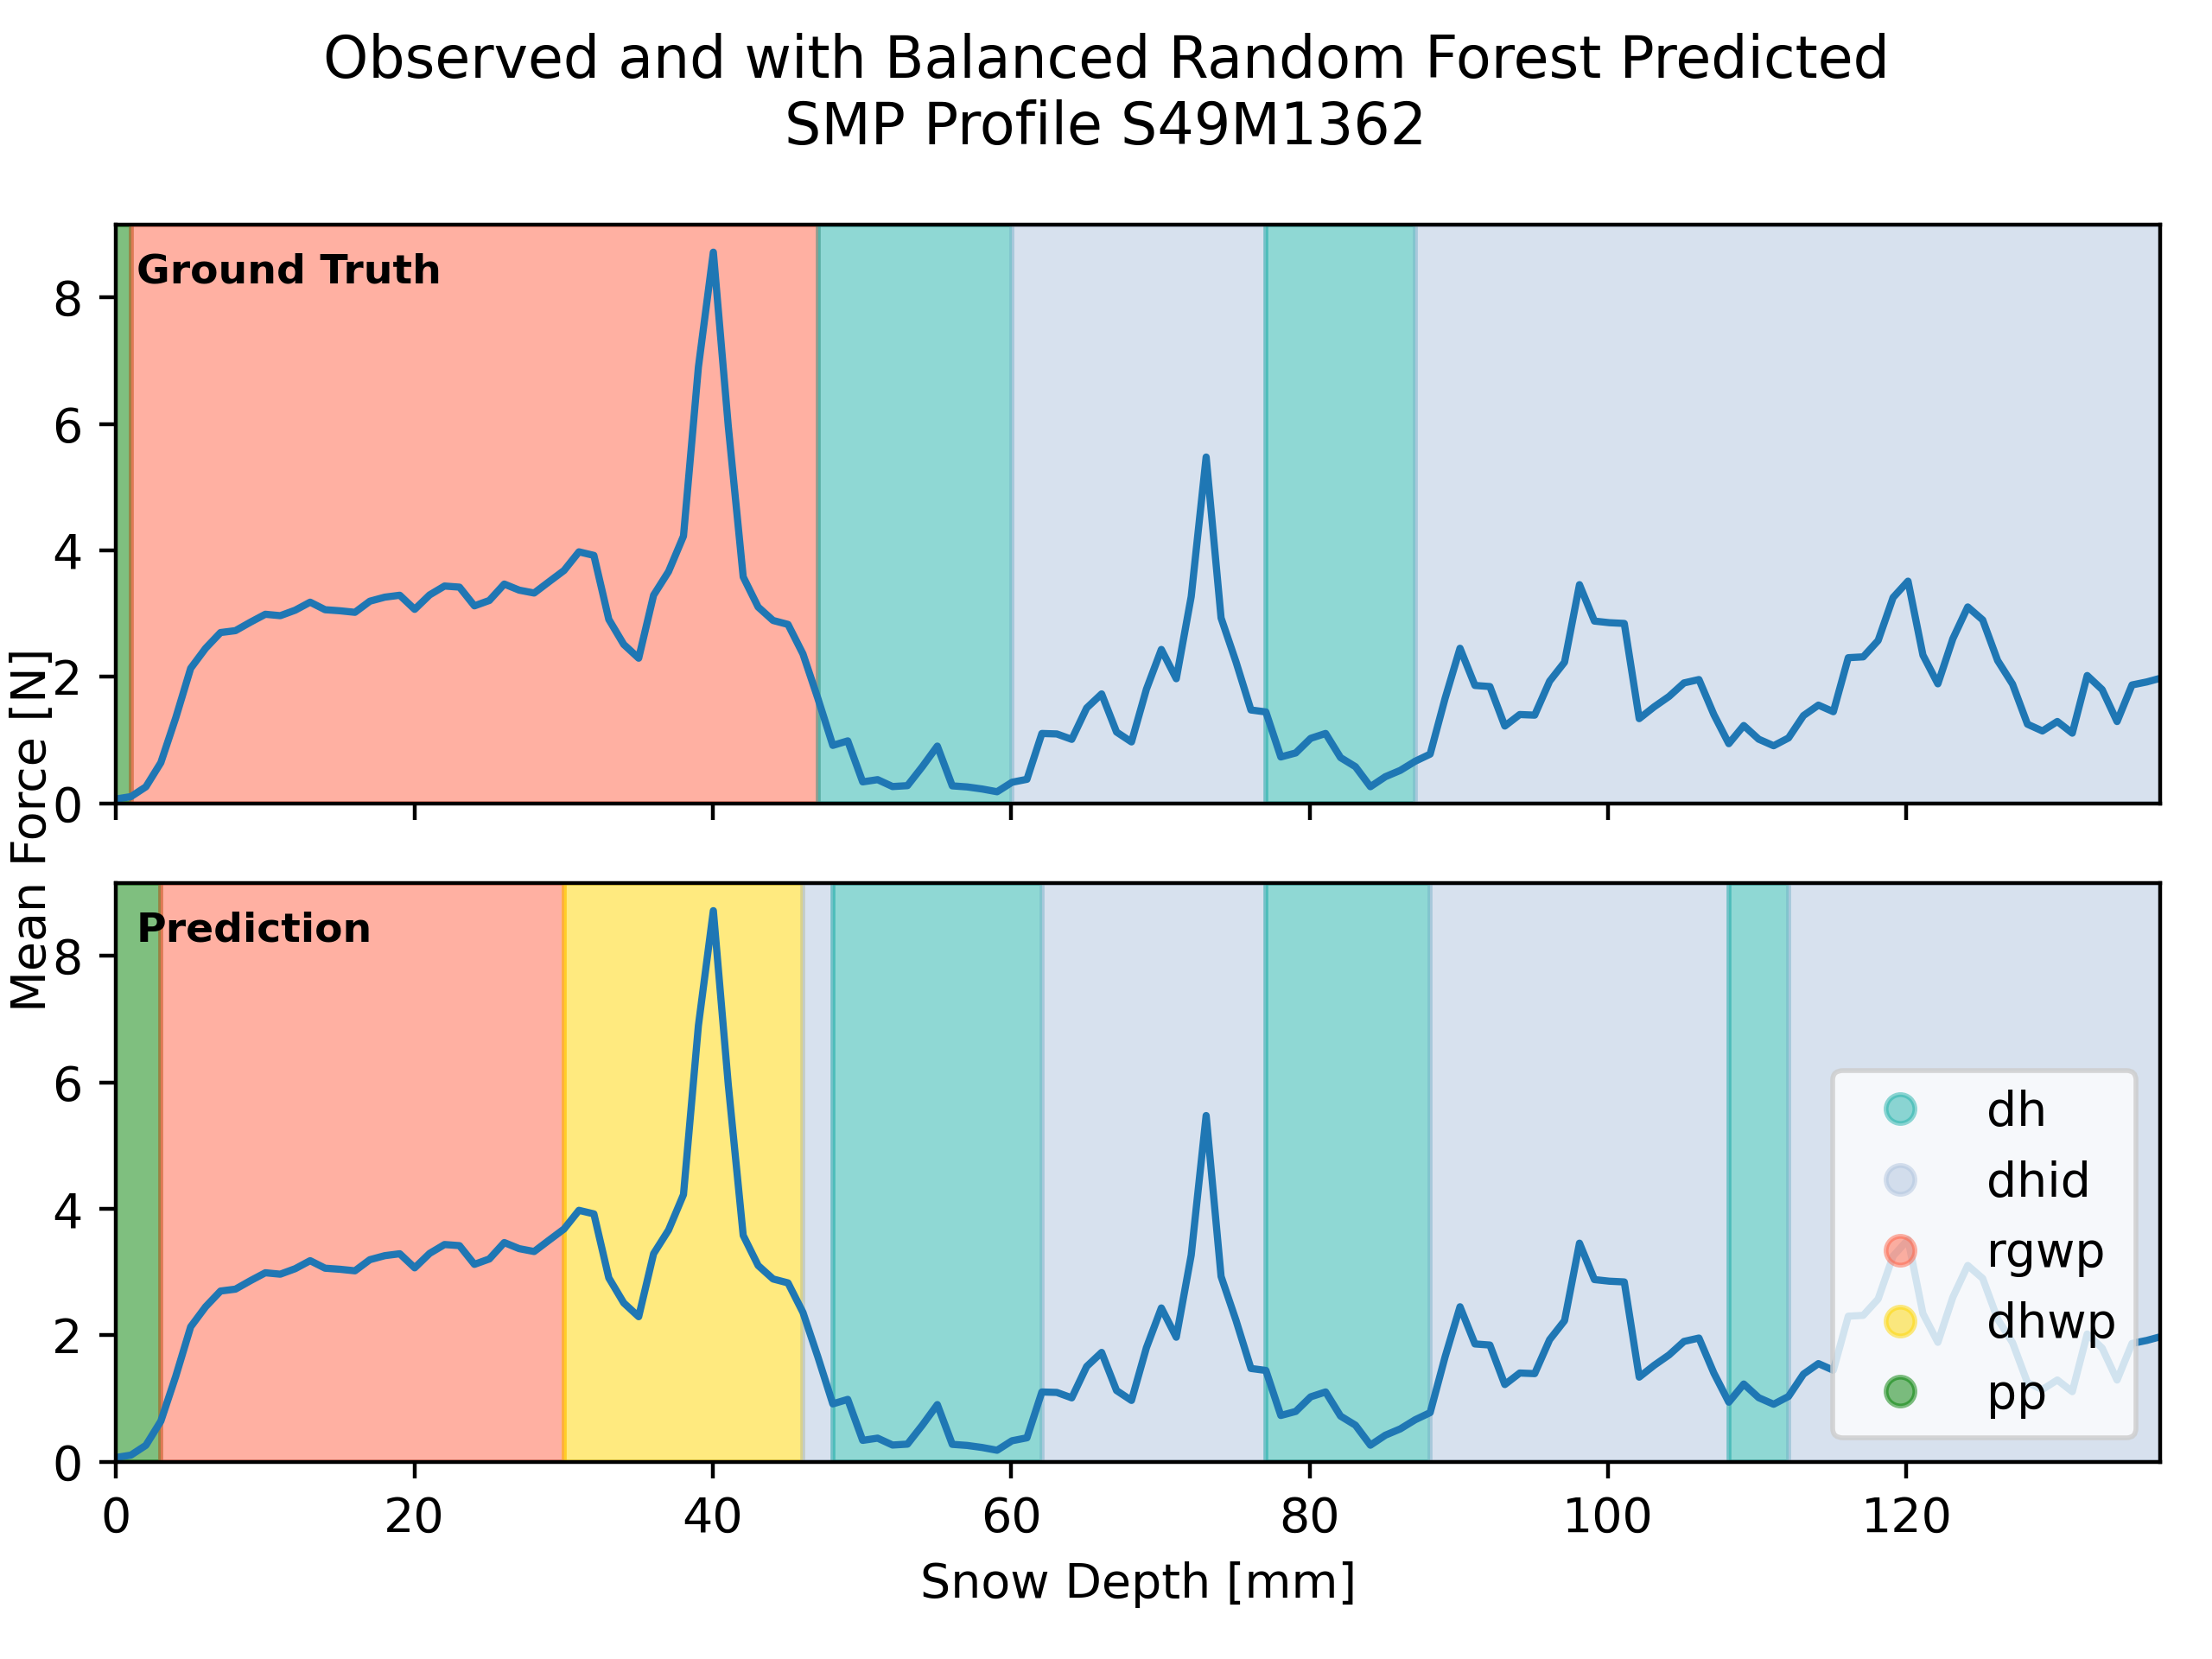 Observed and with Balanced Random Forest Predicted
SMP Profile S49M1362
Mean Force [N]
Ground Truth
8
6
4
2
0
Prediction
8
6
4
2
0
dh
dhid
rgwp
dhwp
pp
0 20 40 60 80 100 120
Snow Depth [mm]